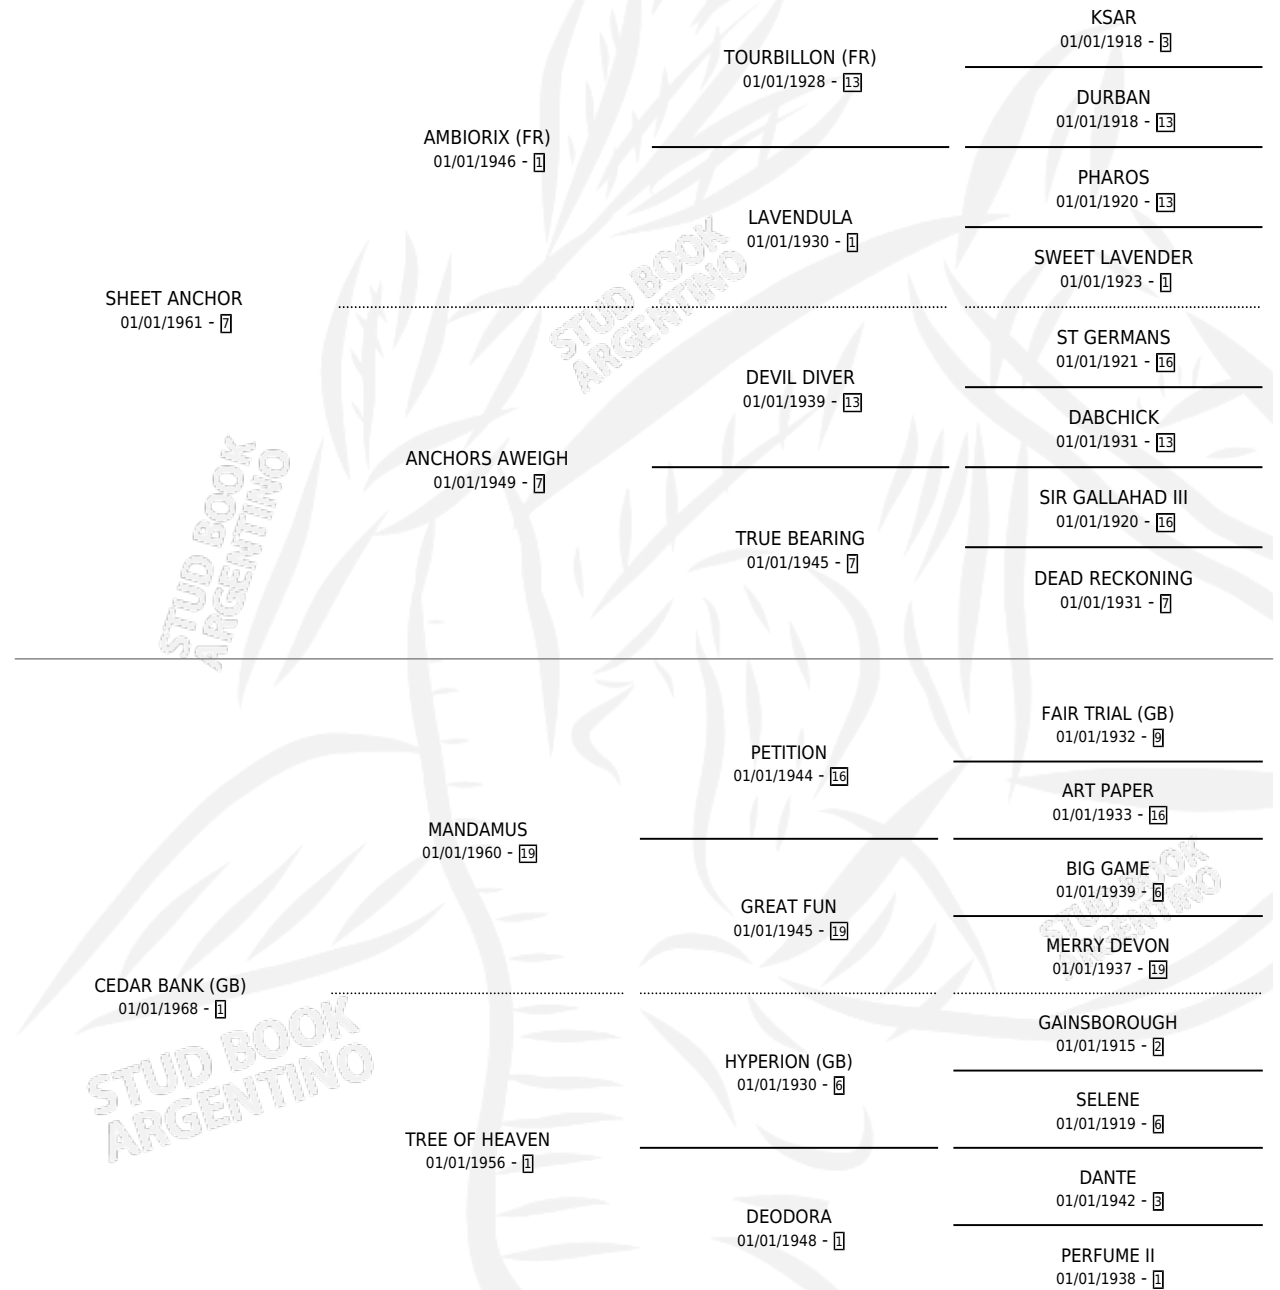 KSAR
01/01/1918 - 3
TOURBILLON (FR)
01/01/1928 - 13
DURBAN
01/01/1918 - 13
AMBIORIX (FR)
01/01/1946 - 1
PHAROS
01/01/1920 - 13
LAVENDULA
01/01/1930 - 1
SWEET LAVENDER
01/01/1923 - 1
SHEET ANCHOR
01/01/1961 - 7
ST GERMANS
01/01/1921 - 16
DEVIL DIVER
01/01/1939 - 13
DABCHICK
01/01/1931 - 13
ANCHORS AWEIGH
01/01/1949 - 7
SIR GALLAHAD III
01/01/1920 - 16
TRUE BEARING
01/01/1945 - 7
DEAD RECKONING
01/01/1931 - 7
STUD BOOK
ARGENTINO
STUD BOOK
ARGENTINO
FAIR TRIAL (GB)
01/01/1932 - 9
PETITION
01/01/1944 - 16
ART PAPER
01/01/1933 - 16
MANDAMUS
01/01/1960 - 19
BIG GAME
01/01/1939 - 6
GREAT FUN
01/01/1945 - 19
MERRY DEVON
01/01/1937 - 19
CEDAR BANK (GB)
01/01/1968 - 1
GAINSBOROUGH
01/01/1915 - 2
HYPERION (GB)
01/01/1930 - 6
SELENE
01/01/1919 - 6
TREE OF HEAVEN
01/01/1956 - 1
DANTE
01/01/1942 - 3
DEODORA
01/01/1948 - 1
PERFUME II
01/01/1938 - 1
STUD BOOK
ARGENTINO
STUD BOOK
ARGENTINO